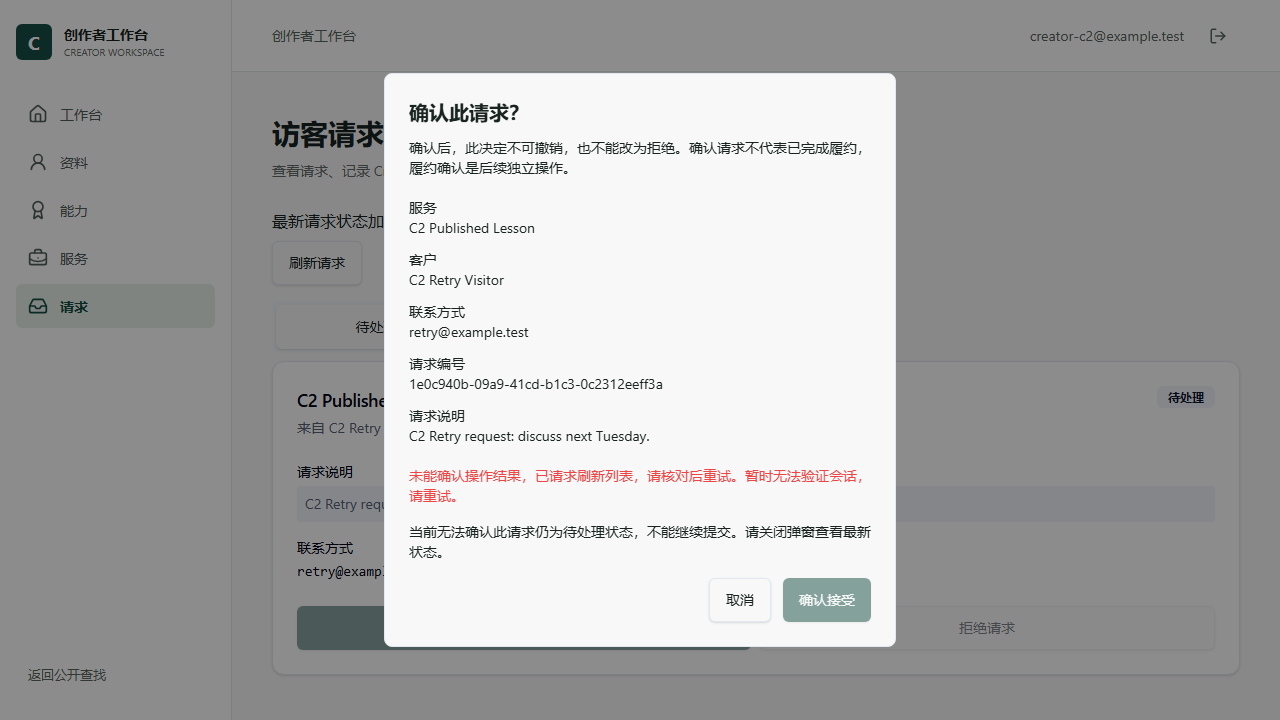 C
创作者工作台
CREATOR WORKSPACE
工作台
资料
能力
服务
请求
返回公开查找
创作者工作台
creator-c2@example.test
访客请求
查看请求、记录
最新请求状态加
刷新请求
待处
C2 Publishe
待处理
来自 C2 Retry
请求说明
C2 Retry requ
联系方式
retry@exampl
拒绝请求
确认此请求？
确认后，此决定不可撤销，也不能改为拒绝。确认请求不代表已完成履约，
履约确认是后续独立操作。
服务
C2 Published Lesson
客户
C2 Retry Visitor
联系方式
retry@example.test
请求编号
1e0c940b-09a9-41cd-b1c3-0c2312eeff3a
请求说明
C2 Retry request: discuss next Tuesday.
未能确认操作结果，已请求刷新列表，请核对后重试。暂时无法验证会话，
请重试。
当前无法确认此请求仍为待处理状态，不能继续提交。请关闭弹窗查看最新
状态。
取消
确认接受